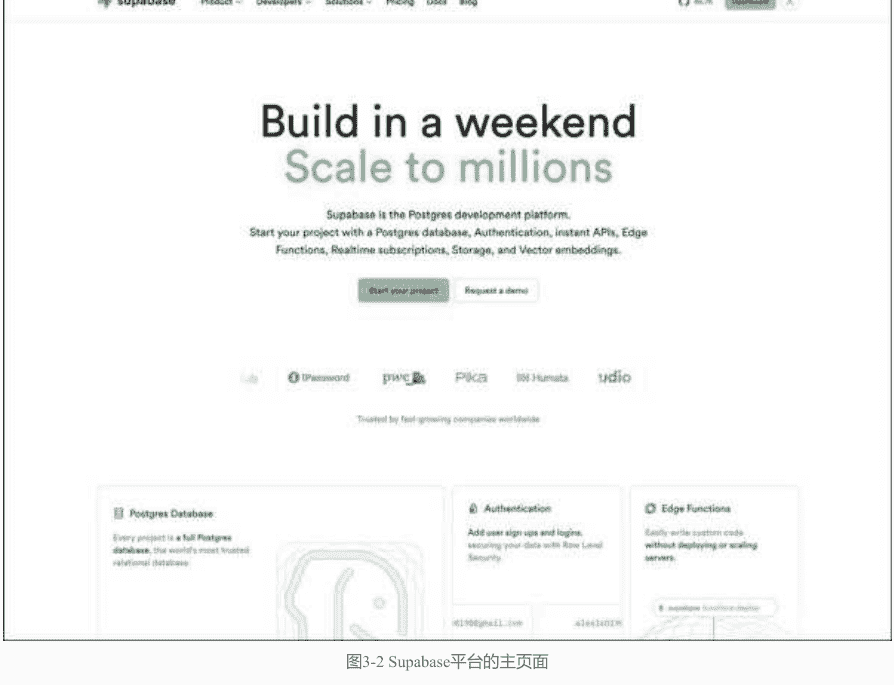 supabase Product Developers Solutions Pricing Docs Blog
Build in a weekend
Scale to millions
Supabase is the Postgres development platform.
Start your project with a Postgres database, Authentication, instant APIs, Edge
Functions, Realtime subscriptions, Storage, and Vector embeddings.
Start your project Request a demo
1Password pwc Pika Humata udio
Trusted by fast-growing companies worldwide
Postgres Database
Every project is a full Postgres
database, the world's most trusted
relational database.
Authentication
Add user sign ups and logins,
securing your data with Row Level
Security.
Edge Functions
Easily write custom code
without deploying or scaling
servers.
supabase functions deploy
图3-2 Supabase平台的主页面